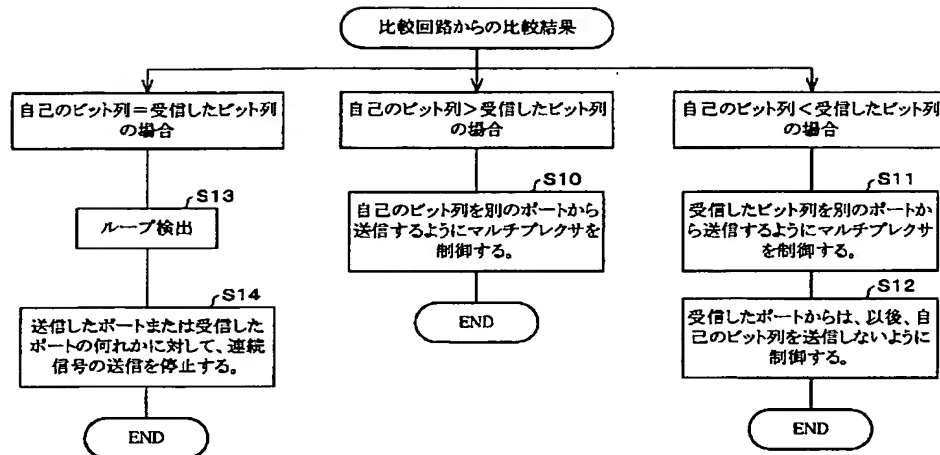 比較回路からの比較結果
自己のビット列=受信したビット列
の場合
自己のビット列>受信したビット列
の場合
自己のビット列<受信したビット列
の場合
S13
ループ検出
S14
送信したポートまたは受信した
ポートの何れかに対して、連続
信号の送信を停止する。
END
S10
自己のビット列を別のポートから
送信するようにマルチプレクサを
制御する。
END
S11
受信したビット列を別のポートか
ら送信するようにマルチプレクサ
を制御する。
S12
受信したポートからは、以後、自
己のビット列を送信しないように
制御する。
END